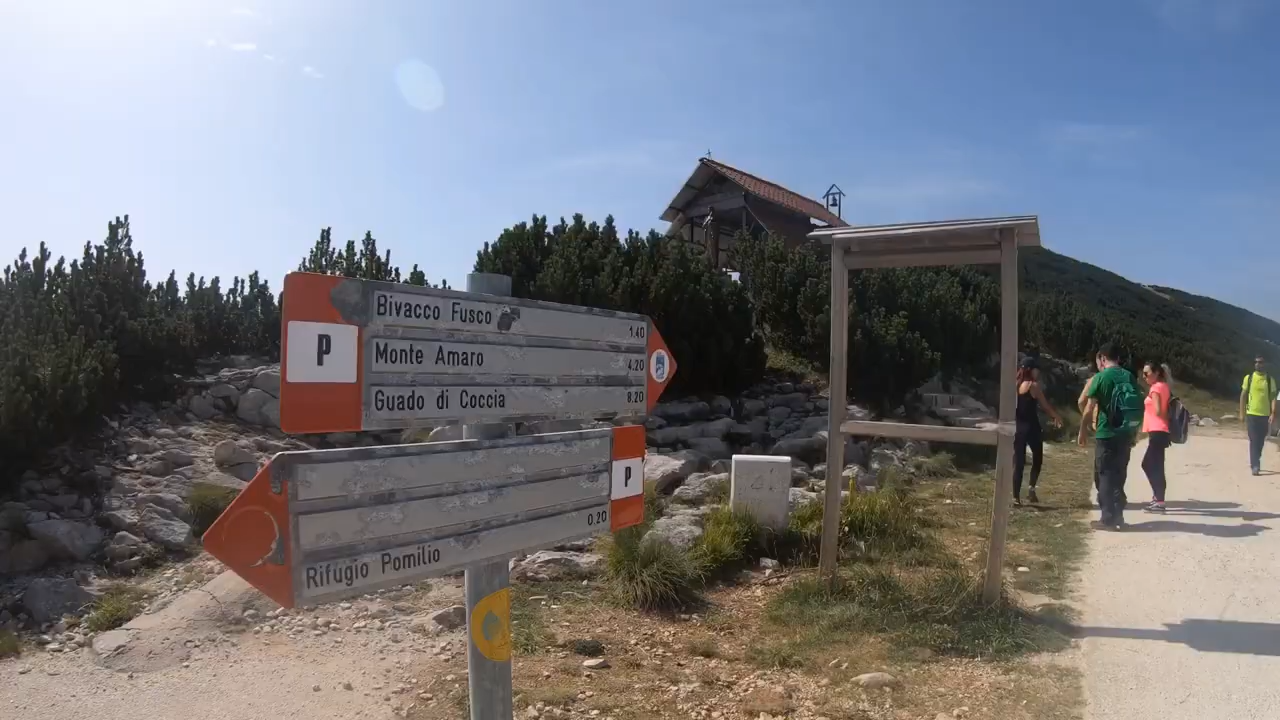 P
Bivacco Fusco 1.40
Monte Amaro 4.20
Guado di Coccia 8.20
P
Rifugio Pomilio 0.20